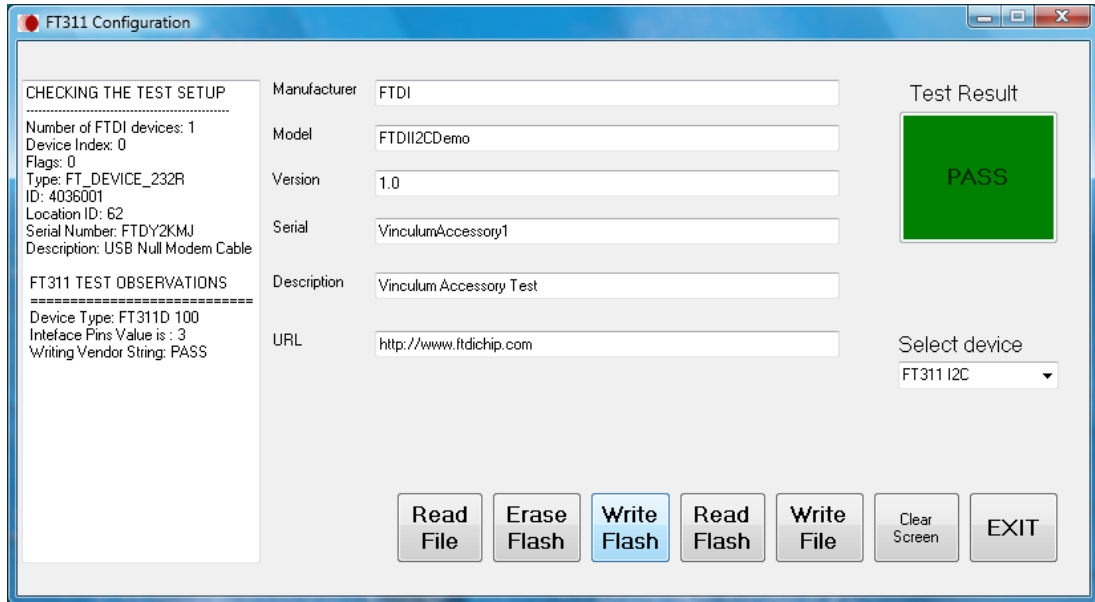 FT311 Configuration
CHECKING THE TEST SETUP
--------------------------------------------------
Number of FTDI devices: 1
Device Index: 0
Flags: 0
Type: FT_DEVICE_232R
ID: 4036001
Location ID: 62
Serial Number: FTDY2KMJ
Description: USB Null Modem Cable
FT311 TEST OBSERVATIONS
============================
Device Type: FT311D 100
Inteface Pins Value is : 3
Writing Vendor String: PASS
Manufacturer FTDI
Model FTDII2CDemo
Version 1.0
Serial VinculumAccessory1
Description Vinculum Accessory Test
URL http://www.ftdichip.com
Test Result
PASS
Select device
FT311 I2C
Read File
Erase Flash
Write Flash
Read Flash
Write File
Clear Screen
EXIT